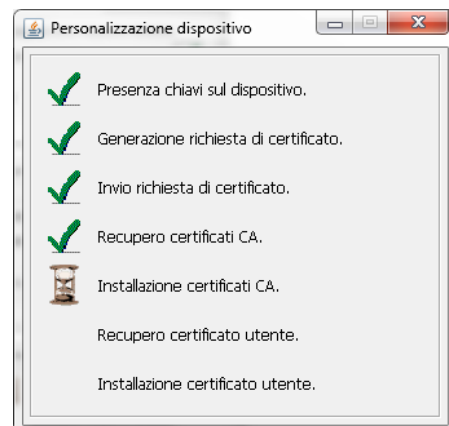 Personalizzazione dispositivo
Presenza chiavi sul dispositivo.
Generazione richiesta di certificato.
Invio richiesta di certificato.
Recupero certificati CA.
Installazione certificati CA.
Recupero certificato utente.
Installazione certificato utente.